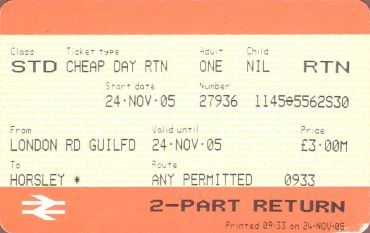 Class Ticket type Adult Child
STD CHEAP DAY RTN ONE NIL RTN
Start date Number
24·NOV·05 27936 1145⊖5562S30
From Valid until Price
LONDON RD GUILFD 24·NOV·05 £3·00M
To Route
HORSLEY * ANY PERMITTED 0933
2-PART RETURN
Printed 09:33 on 24·NOV·05